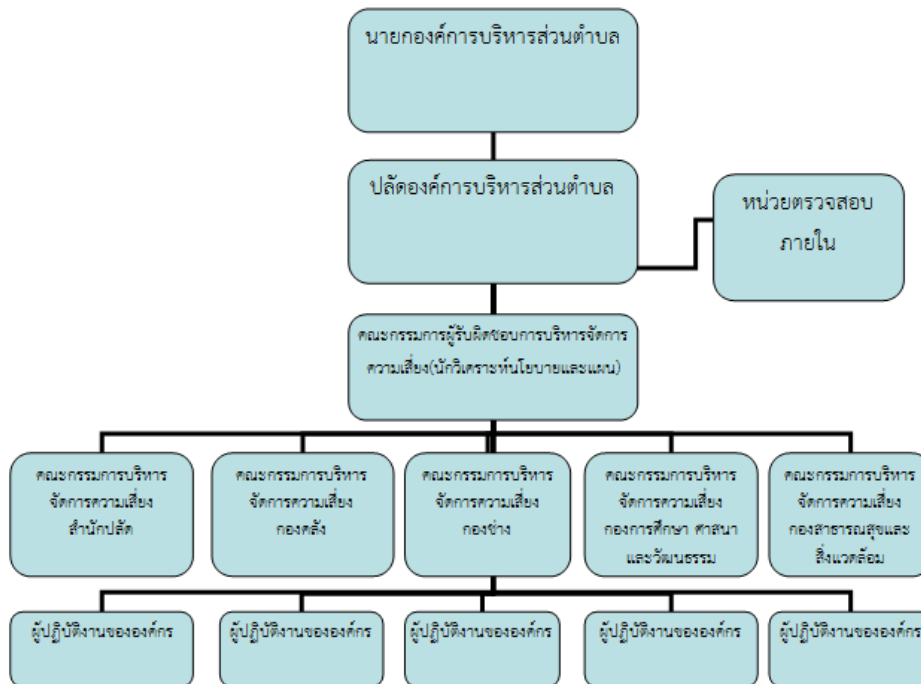 นายกองค์การบริหารส่วนตำบล
ปลัดองค์การบริหารส่วนตำบล
หน่วยตรวจสอบ
ภายใน
คณะกรรมการผู้รับผิดชอบการบริหารจัดการ
ความเสี่ยง(นักวิเคราะห์นโยบายและแผน)
คณะกรรมการบริหาร
จัดการความเสี่ยง
สำนักปลัด
คณะกรรมการบริหาร
จัดการความเสี่ยง
กองคลัง
คณะกรรมการบริหาร
จัดการความเสี่ยง
กองช่าง
คณะกรรมการบริหาร
จัดการความเสี่ยง
กองการศึกษา ศาสนา
และวัฒนธรรม
คณะกรรมการบริหาร
จัดการความเสี่ยง
กองสาธารณสุขและ
สิ่งแวดล้อม
ผู้ปฏิบัติงานขององค์กร
ผู้ปฏิบัติงานขององค์กร
ผู้ปฏิบัติงานขององค์กร
ผู้ปฏิบัติงานขององค์กร
ผู้ปฏิบัติงานขององค์กร